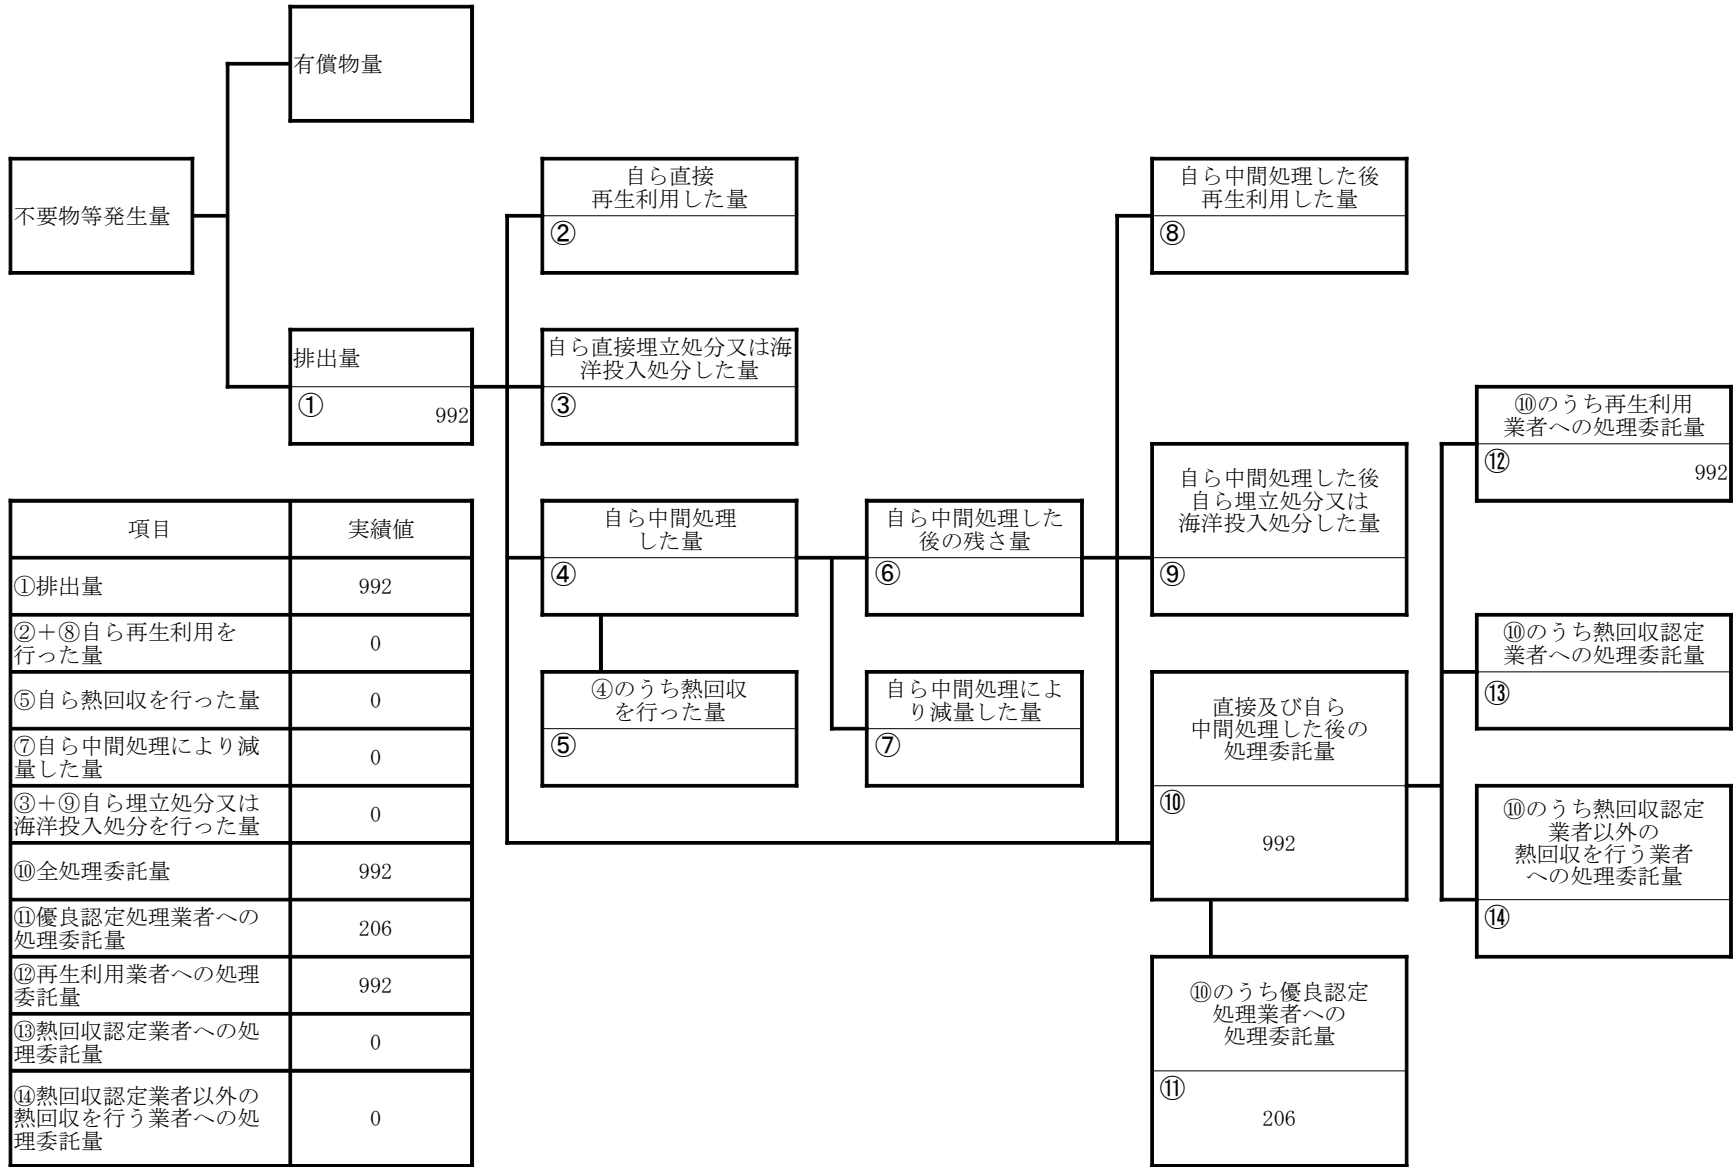 有償物量
不要物等発生量
自ら直接
再生利用した量
②
自ら中間処理した後
再生利用した量
⑧
排出量
①
992
自ら直接埋立処分又は海
洋投入処分した量
③
⑩のうち再生利用
業者への処理委託量
⑫
992
自ら中間処理
した量
④
自ら中間処理した
後の残さ量
⑥
自ら中間処理した後
自ら埋立処分又は
海洋投入処分した量
⑨
⑩のうち熱回収認定
業者への処理委託量
⑬
④のうち熱回収
を行った量
⑤
自ら中間処理によ
り減量した量
⑦
直接及び自ら
中間処理した後の
処理委託量
⑩
992
⑩のうち熱回収認定
業者以外の
熱回収を行う業者
への処理委託量
⑭
⑩のうち優良認定
処理業者への
処理委託量
⑪
206
項目
実績値
①排出量
992
②＋⑧自ら再生利用を
行った量
0
⑤自ら熱回収を行った量
0
⑦自ら中間処理により減
量した量
0
③＋⑨自ら埋立処分又は
海洋投入処分を行った量
0
⑩全処理委託量
992
⑪優良認定処理業者への
処理委託量
206
⑫再生利用業者への処理
委託量
992
⑬熱回収認定業者への処
理委託量
0
⑭熱回収認定業者以外の
熱回収を行う業者への処
理委託量
0